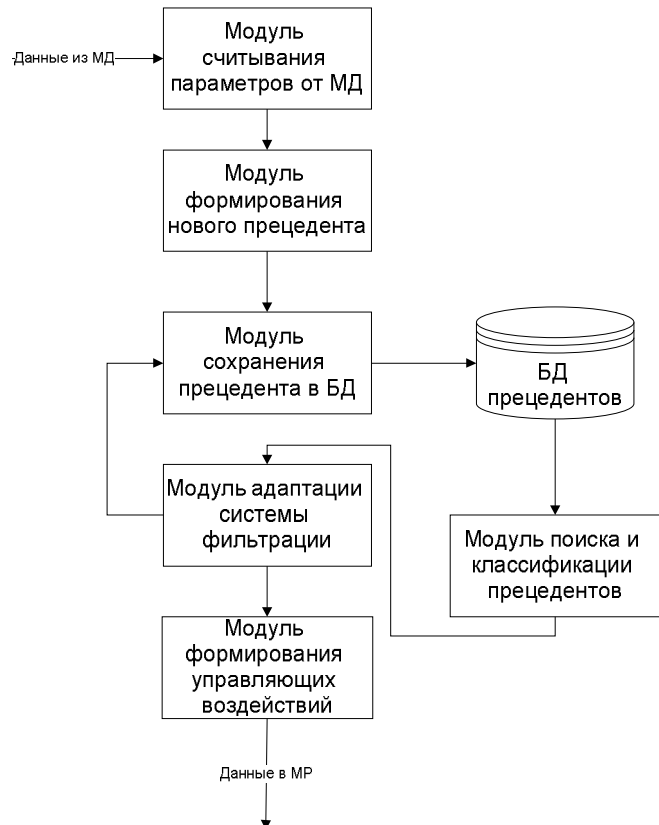 Модуль
считывания
параметров от МД
Данные из МД
Модуль
формирования
нового прецедента
Модуль
сохранения
прецедента в БД
БД
прецедентов
Модуль адаптации
системы
фильтрации
Модуль поиска и
классификации
прецедентов
Модуль
формирования
управляющих
воздействий
Данные в МР